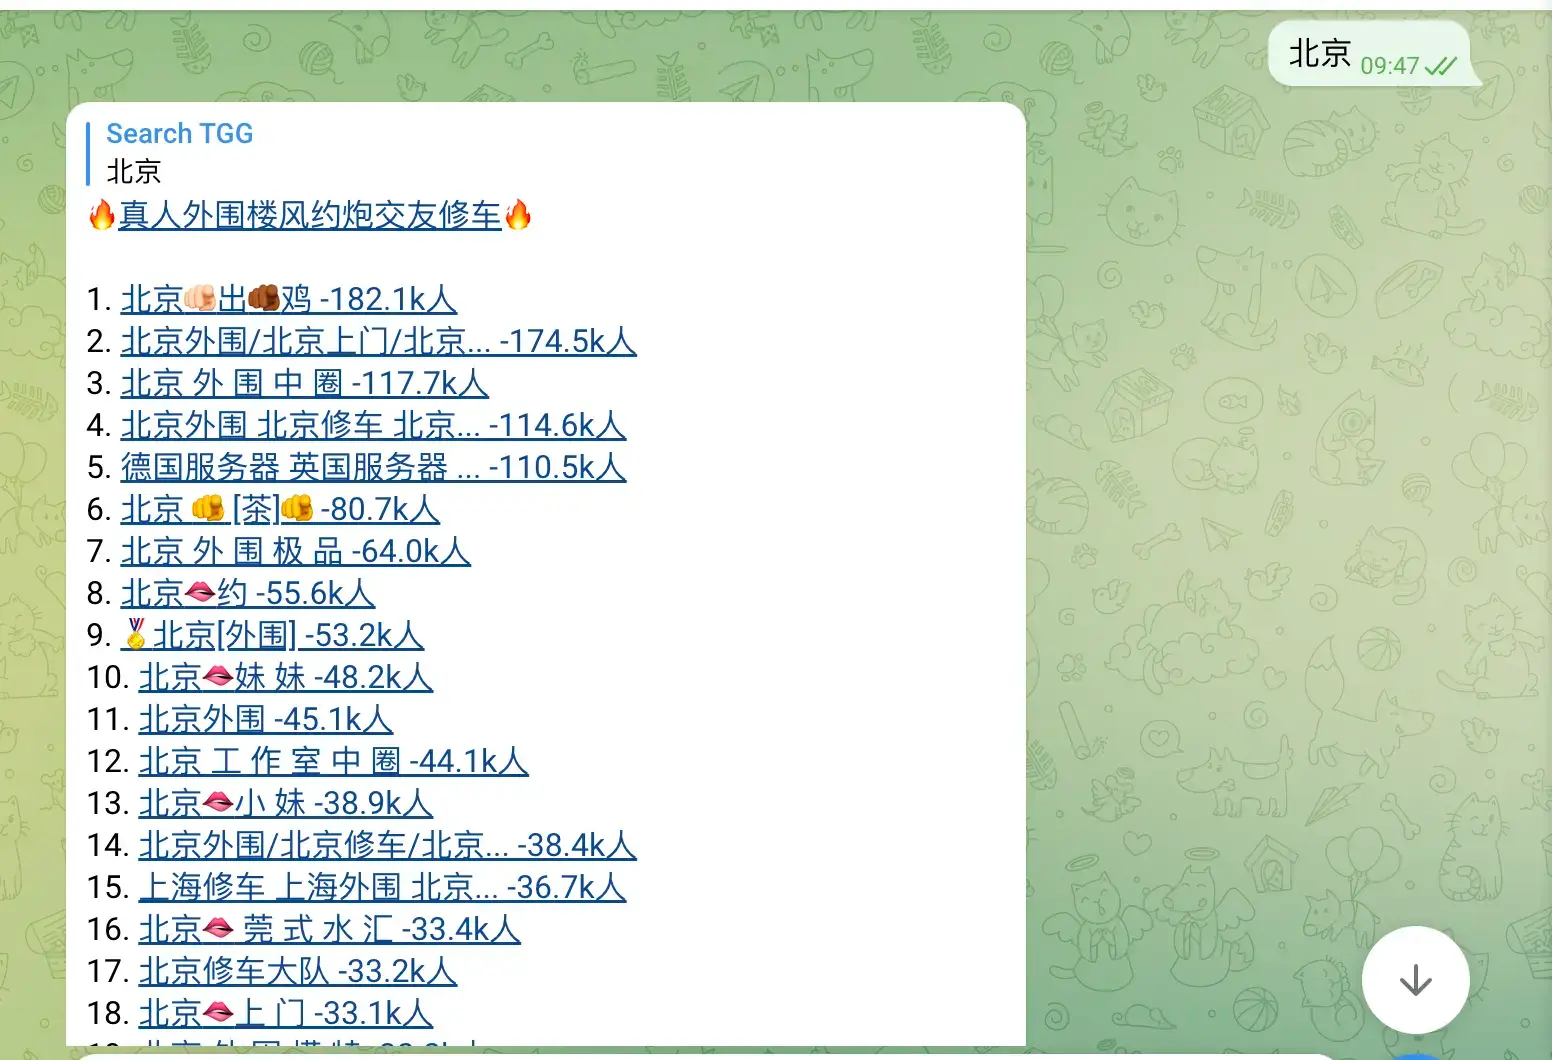 北京 09:47
Search TGG
北京
🔥真人外围楼风约炮交友修车🔥
1. 北京🫵🏻出🫵🏿鸡 -182.1k人
2. 北京外围/北京上门/北京... -174.5k人
3. 北京 外 围 中 圈 -117.7k人
4. 北京外围 北京修车 北京... -114.6k人
5. 德国服务器 英国服务器 ... -110.5k人
6. 北京 🫵 [茶]🫵 -80.7k人
7. 北京 外 围 极 品 -64.0k人
8. 北京🫦约 -55.6k人
9. 🏅北京[外围] -53.2k人
10. 北京🫦妹 妹 -48.2k人
11. 北京外围 -45.1k人
12. 北京 工 作 室 中 圈 -44.1k人
13. 北京🫦小 妹 -38.9k人
14. 北京外围/北京修车/北京... -38.4k人
15. 上海修车 上海外围 北京... -36.7k人
16. 北京🫦 莞 式 水 汇 -33.4k人
17. 北京修车大队 -33.2k人
18. 北京🫦上 门 -33.1k人